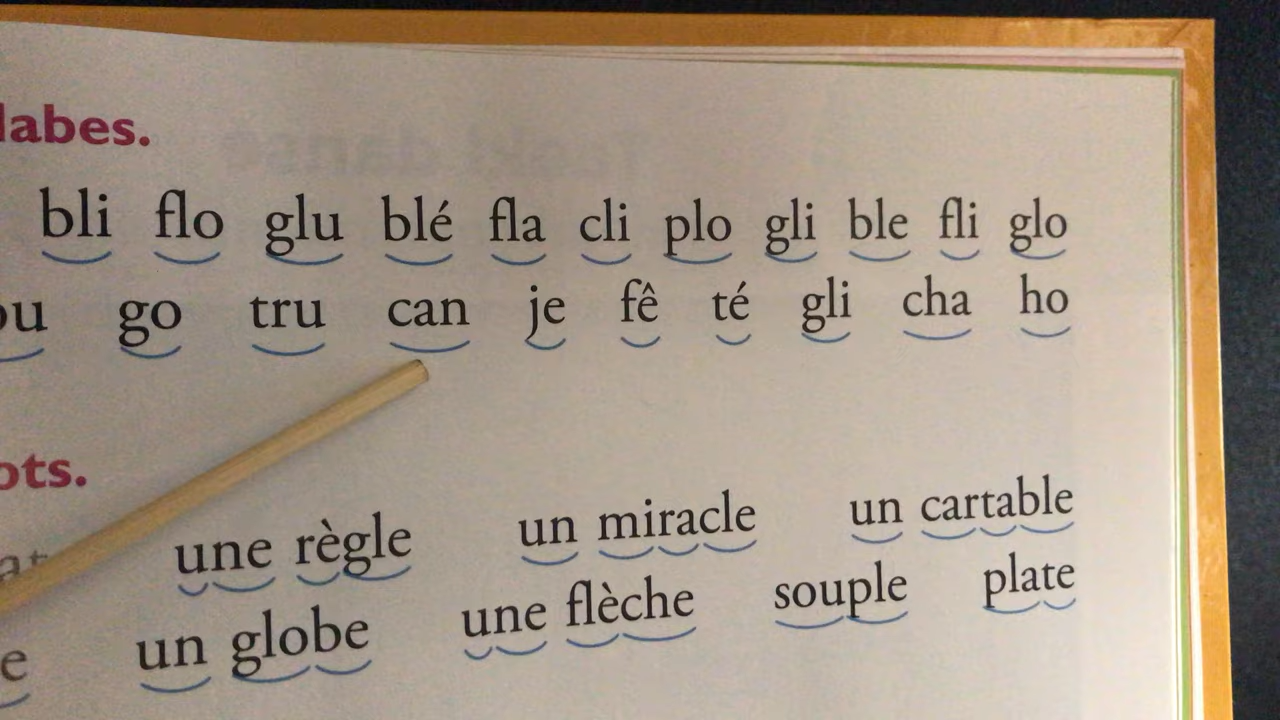 labes.
bli flo glu blé fla cli plo gli ble fli glo
ou go tru can je fê té gli cha ho
ots.
une règle un miracle un cartable
e un globe une flèche souple plate